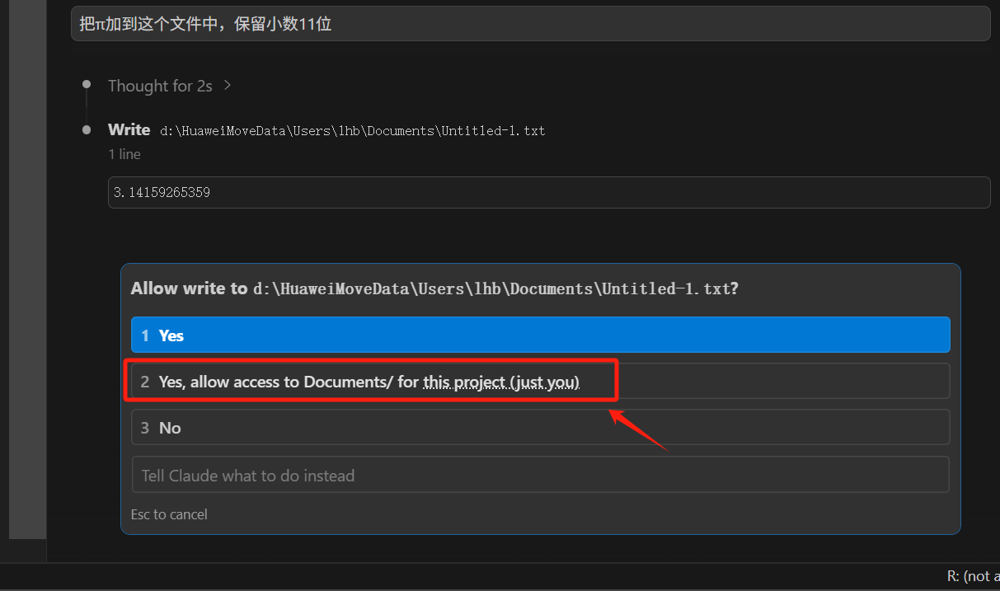 把π加到这个文件中，保留小数11位
Thought for 2s >
Write d:\HuaweiMoveData\Users\lhb\Documents\Untitled-1.txt
1 line
3.14159265359
Allow write to d:\HuaweiMoveData\Users\lhb\Documents\Untitled-1.txt?
1 Yes
2 Yes, allow access to Documents/ for this project (just you)
3 No
Tell Claude what to do instead
Esc to cancel
R: (not a